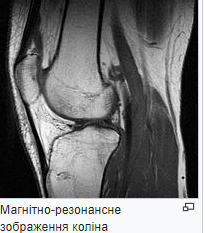 Магнітно-резонансне
зображення коліна